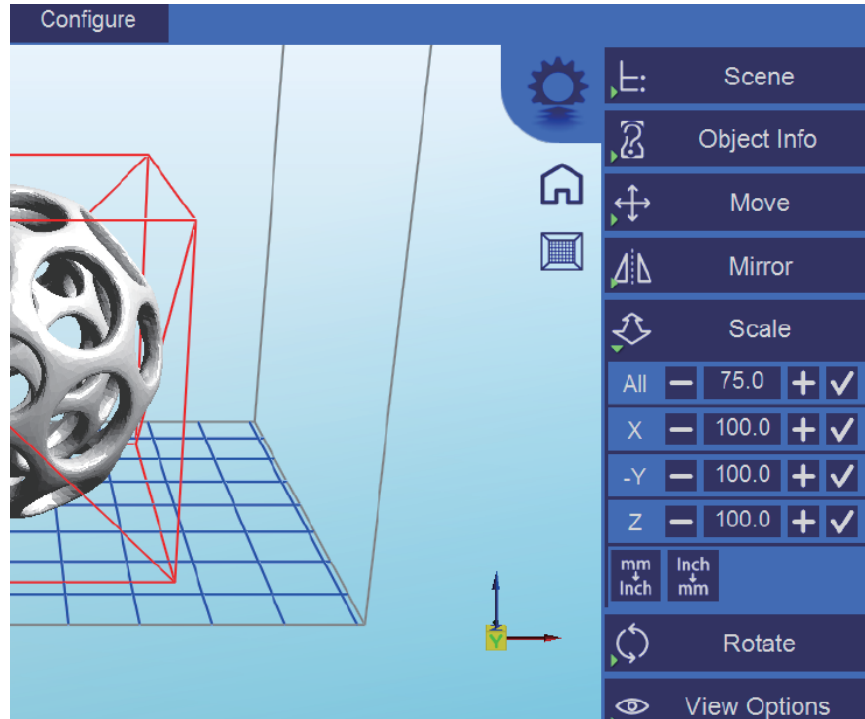 Configure
Scene
Object Info
Move
Mirror
Scale
All 75.0
X 100.0
-Y 100.0
Z 100.0
mm Inch
Inch mm
Rotate
View Options
Z
Y